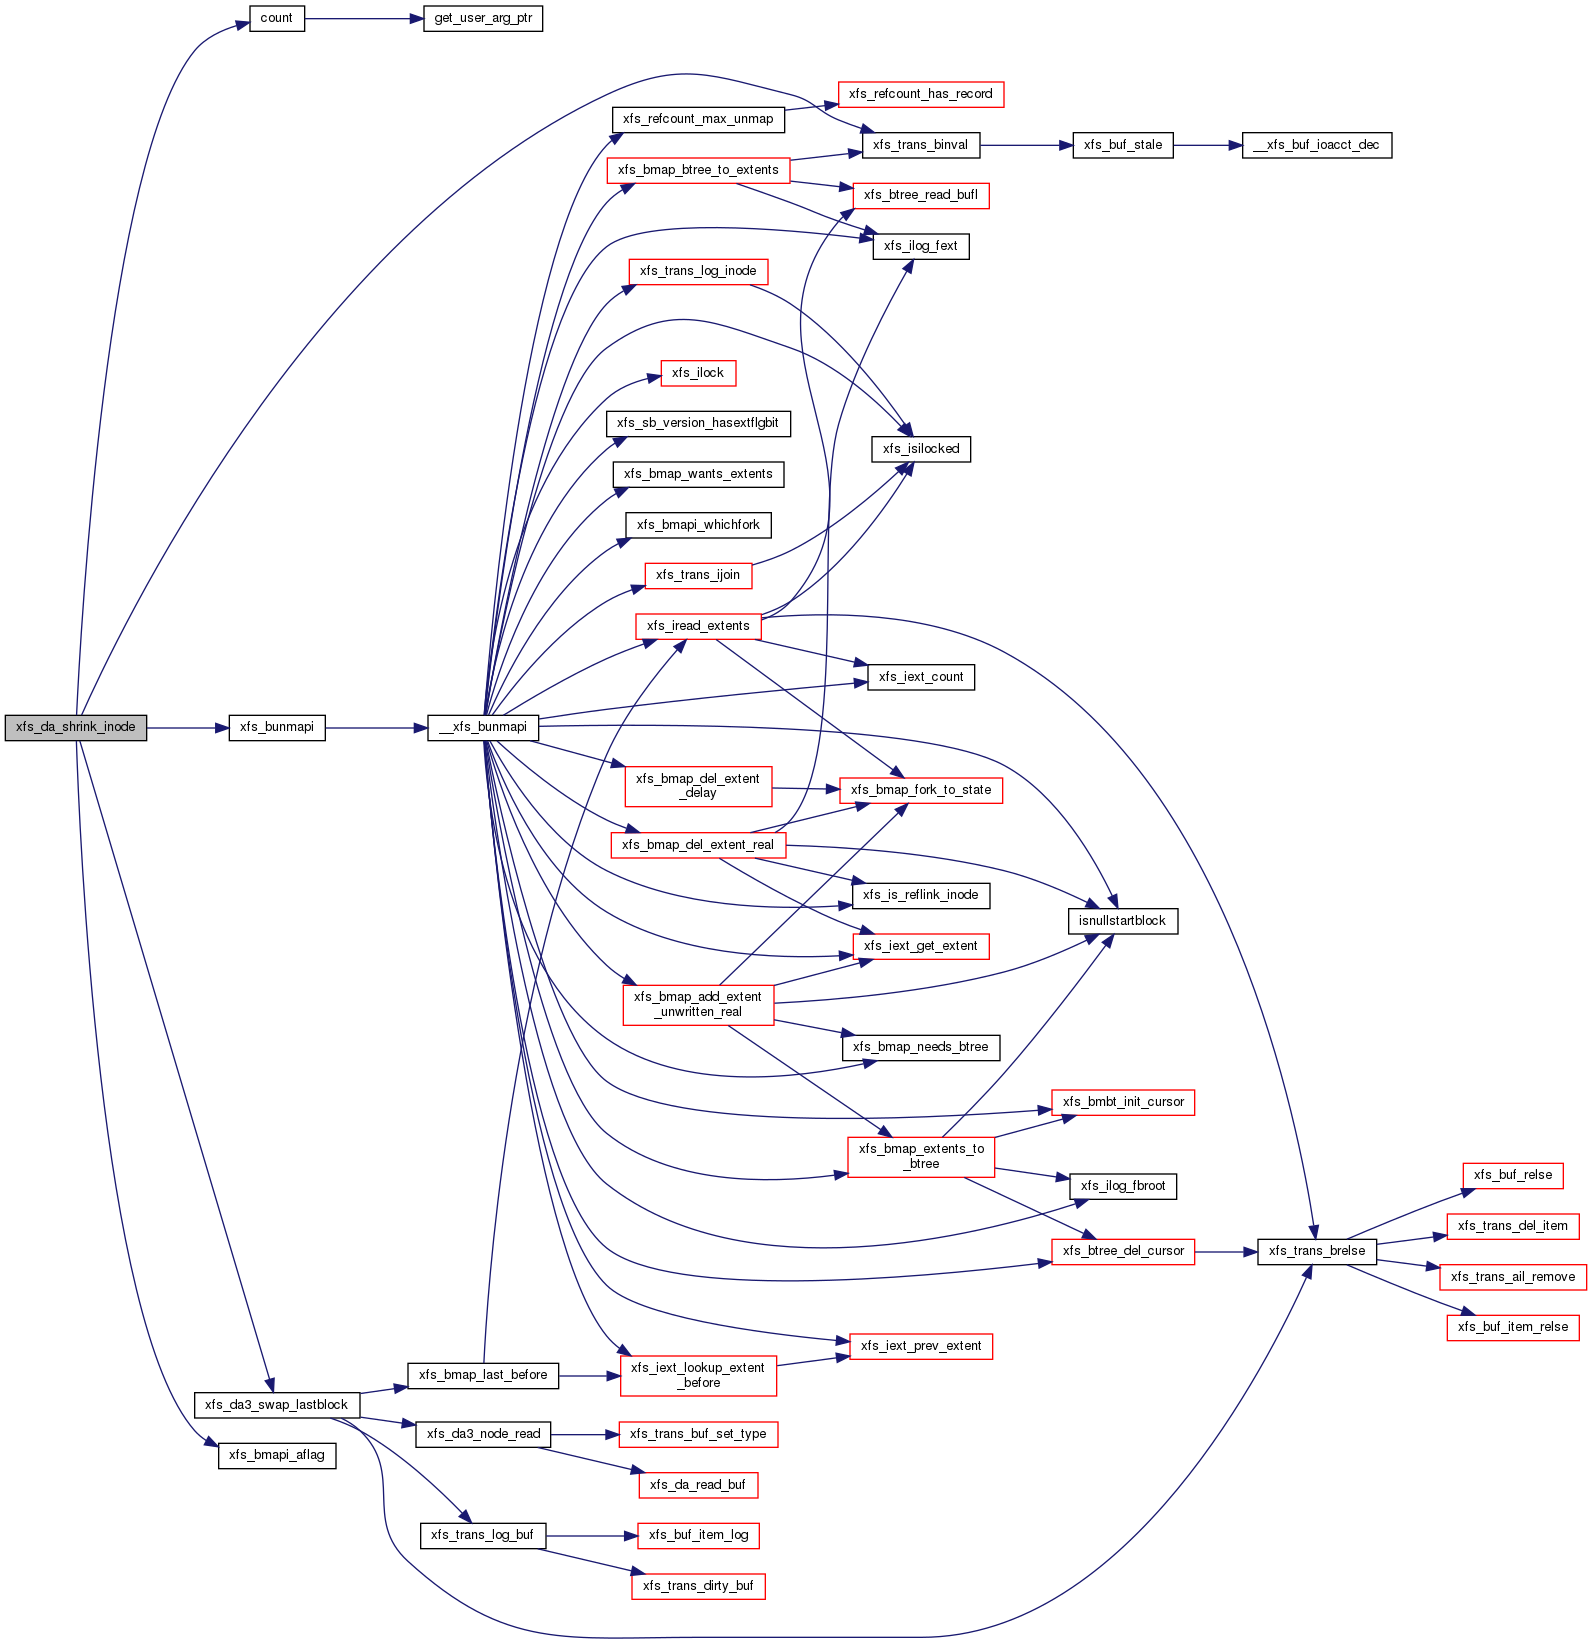 count
get_user_arg_ptr
xfs_refcount_has_record
xfs_refcount_max_unmap
xfs_trans_binval
xfs_buf_stale
__xfs_buf_ioacct_dec
xfs_bmap_btree_to_extents
xfs_btree_read_bufl
xfs_ilog_fext
xfs_trans_log_inode
xfs_ilock
xfs_sb_version_hasextflgbit
xfs_isilocked
xfs_bmap_wants_extents
xfs_bmapi_whichfork
xfs_trans_ijoin
xfs_iread_extents
xfs_iext_count
xfs_da_shrink_inode
xfs_bunmapi
__xfs_bunmapi
xfs_bmap_del_extent
_delay
xfs_bmap_fork_to_state
xfs_bmap_del_extent_real
xfs_is_reflink_inode
isnullstartblock
xfs_iext_get_extent
xfs_bmap_add_extent
_unwritten_real
xfs_bmap_needs_btree
xfs_bmbt_init_cursor
xfs_bmap_extents_to
_btree
xfs_ilog_fbroot
xfs_buf_relse
xfs_trans_del_item
xfs_btree_del_cursor
xfs_trans_brelse
xfs_trans_ail_remove
xfs_buf_item_relse
xfs_iext_prev_extent
xfs_bmap_last_before
xfs_iext_lookup_extent
_before
xfs_da3_swap_lastblock
xfs_da3_node_read
xfs_trans_buf_set_type
xfs_bmapi_aflag
xfs_da_read_buf
xfs_trans_log_buf
xfs_buf_item_log
xfs_trans_dirty_buf